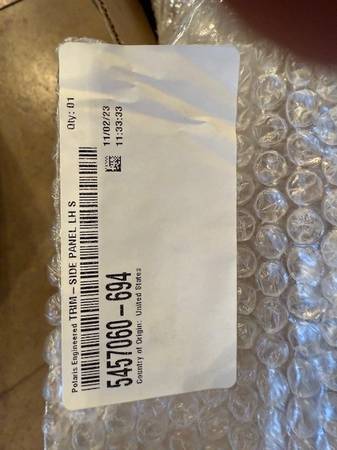 Polaris Engineered TRIM – SIDE PANEL LH S
Qty: 01
11/02/23
11:33:33
5457060 – 694
Country of Origin: United States